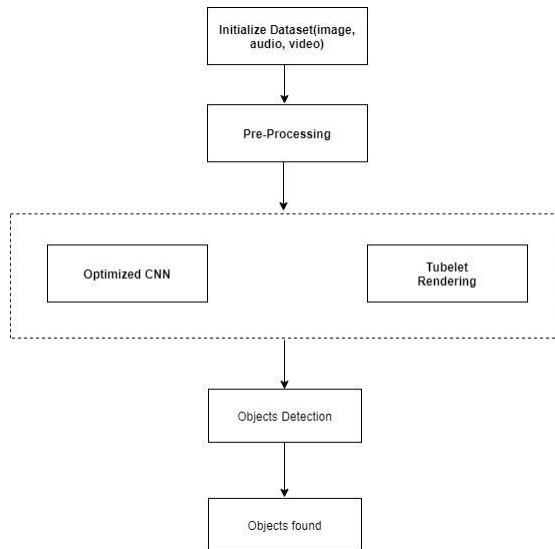 Initialize Dataset(image,
audio, video)
Pre-Processing
Optimized CNN
Tubelet
Rendering
Objects Detection
Objects found